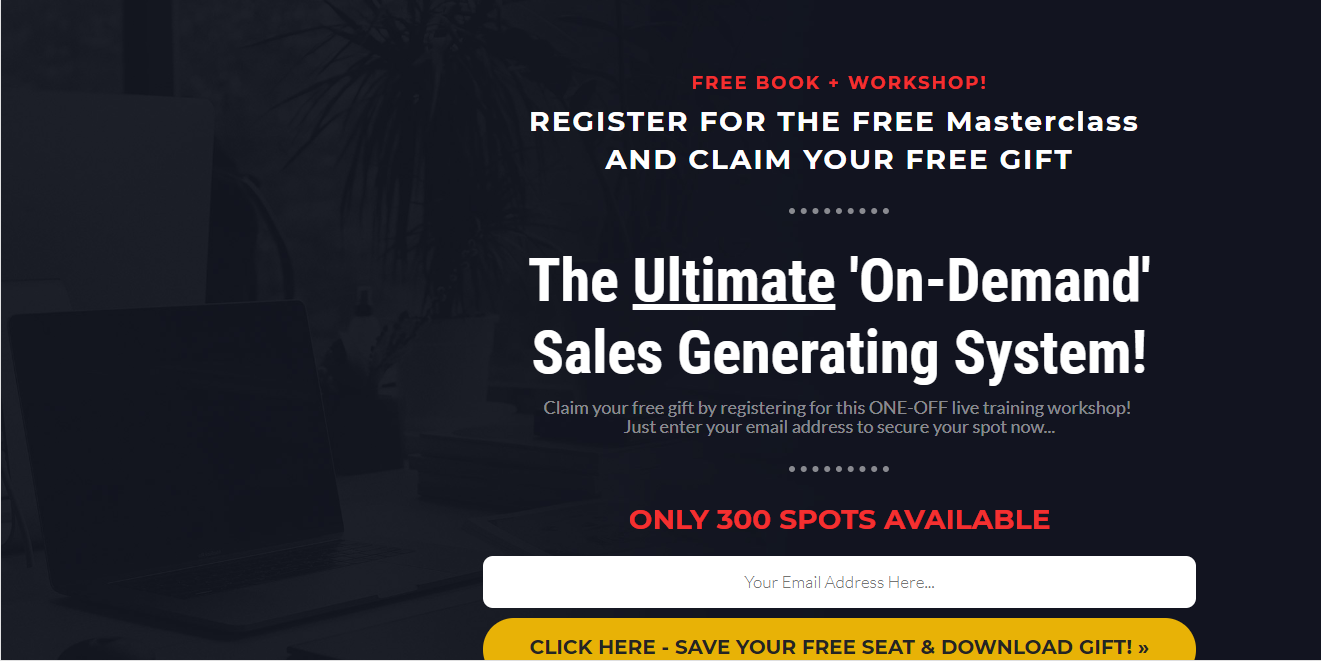 FREE BOOK + WORKSHOP!
REGISTER FOR THE FREE Masterclass
AND CLAIM YOUR FREE GIFT
The Ultimate 'On-Demand'
Sales Generating System!
Claim your free gift by registering for this ONE-OFF live training workshop!
Just enter your email address to secure your spot now...
ONLY 300 SPOTS AVAILABLE
Your Email Address Here...
CLICK HERE - SAVE YOUR FREE SEAT & DOWNLOAD GIFT! »